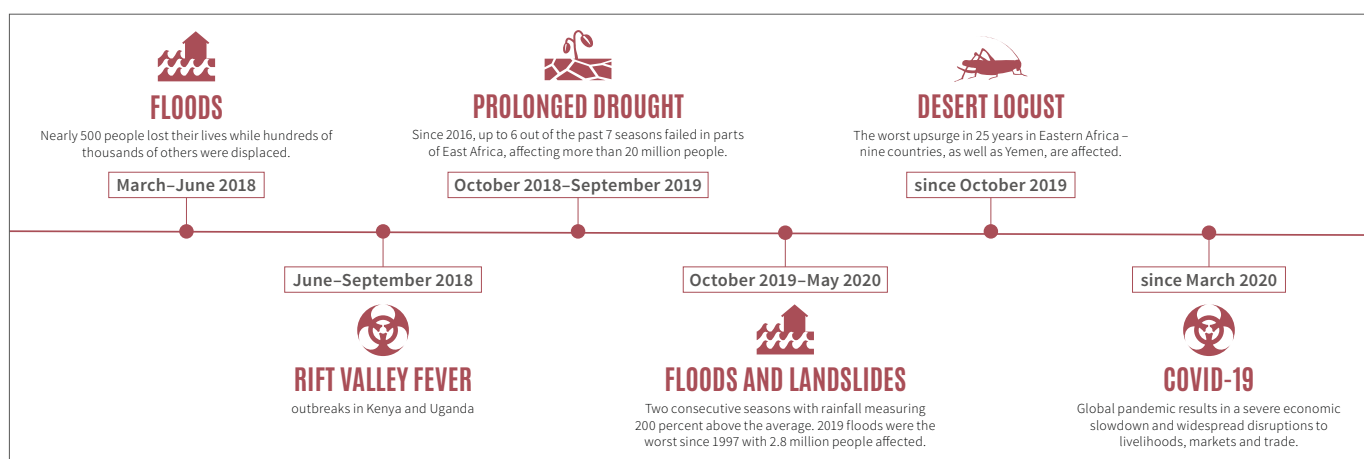 FLOODS
Nearly 500 people lost their lives while hundreds of
thousands of others were displaced.
March–June 2018
PROLONGED DROUGHT
Since 2016, up to 6 out of the past 7 seasons failed in parts
of East Africa, affecting more than 20 million people.
October 2018–September 2019
DESERT LOCUST
The worst upsurge in 25 years in Eastern Africa –
nine countries, as well as Yemen, are affected.
since October 2019
June–September 2018
RIFT VALLEY FEVER
outbreaks in Kenya and Uganda
October 2019–May 2020
FLOODS AND LANDSLIDES
Two consecutive seasons with rainfall measuring
200 percent above the average. 2019 floods were the
worst since 1997 with 2.8 million people affected.
since March 2020
COVID-19
Global pandemic results in a severe economic
slowdown and widespread disruptions to
livelihoods, markets and trade.